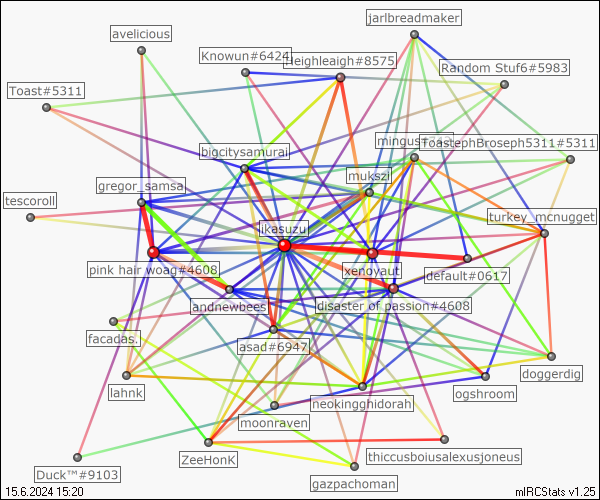 jarlbreadmaker
avelicious
Knowun#6424
Heighleigh#8575
Random Stuf6#5983
Toast#5311
mingus
ToastephBroseph5311#5311
bigcitysamurai
mukszi
gregor_samsa
tescoroll
turkey_mcnugget
ikasuzu
pink hair woag#4608
xenovaut
default#0617
andnewbees
disaster of passion#4608
facadas.
asad#6947
doggerdig
lahnk
neokingghidorah
ogshroom
moonraven
ZeeHonK
thiccusboiusalexusjoneus
Duck™#9103
gazpachoman
15.6.2024 15:20
mIRCStats v1.25